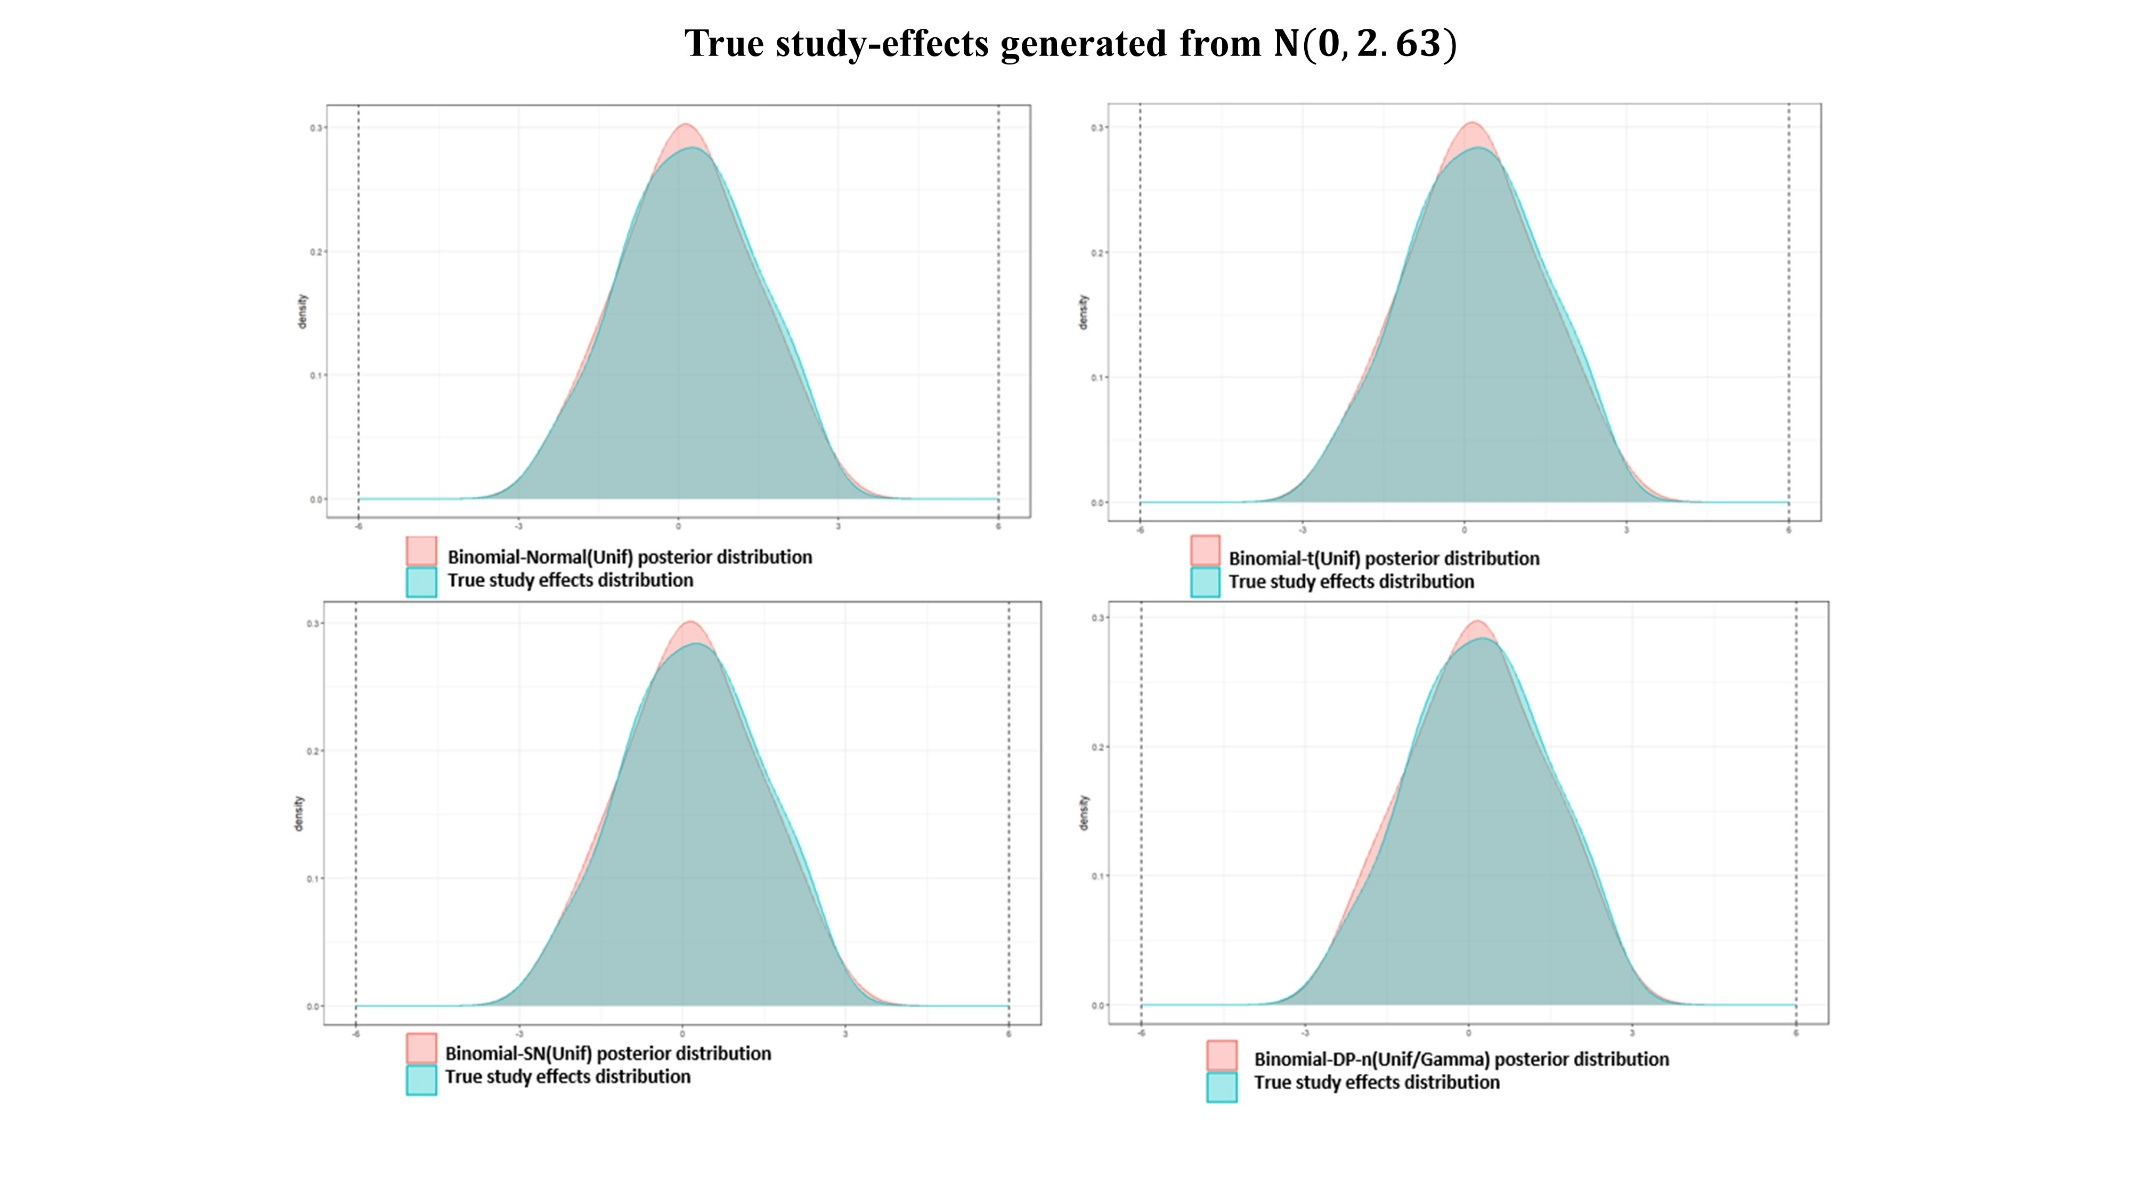 True study-effects generated from N(0, 2.63)
0.3
0.2
0.1
0.0
density
-6
-3
0
3
6
Binomial-Normal(Unif) posterior distribution
True study effects distribution
0.3
0.2
0.1
0.0
density
-6
-3
0
3
6
Binomial-t(Unif) posterior distribution
True study effects distribution
0.3
0.2
0.1
0.0
density
-6
-3
0
3
6
Binomial-SN(Unif) posterior distribution
True study effects distribution
0.3
0.2
0.1
0.0
density
-6
-3
0
3
6
Binomial-DP-n(Unif/Gamma) posterior distribution
True study effects distribution